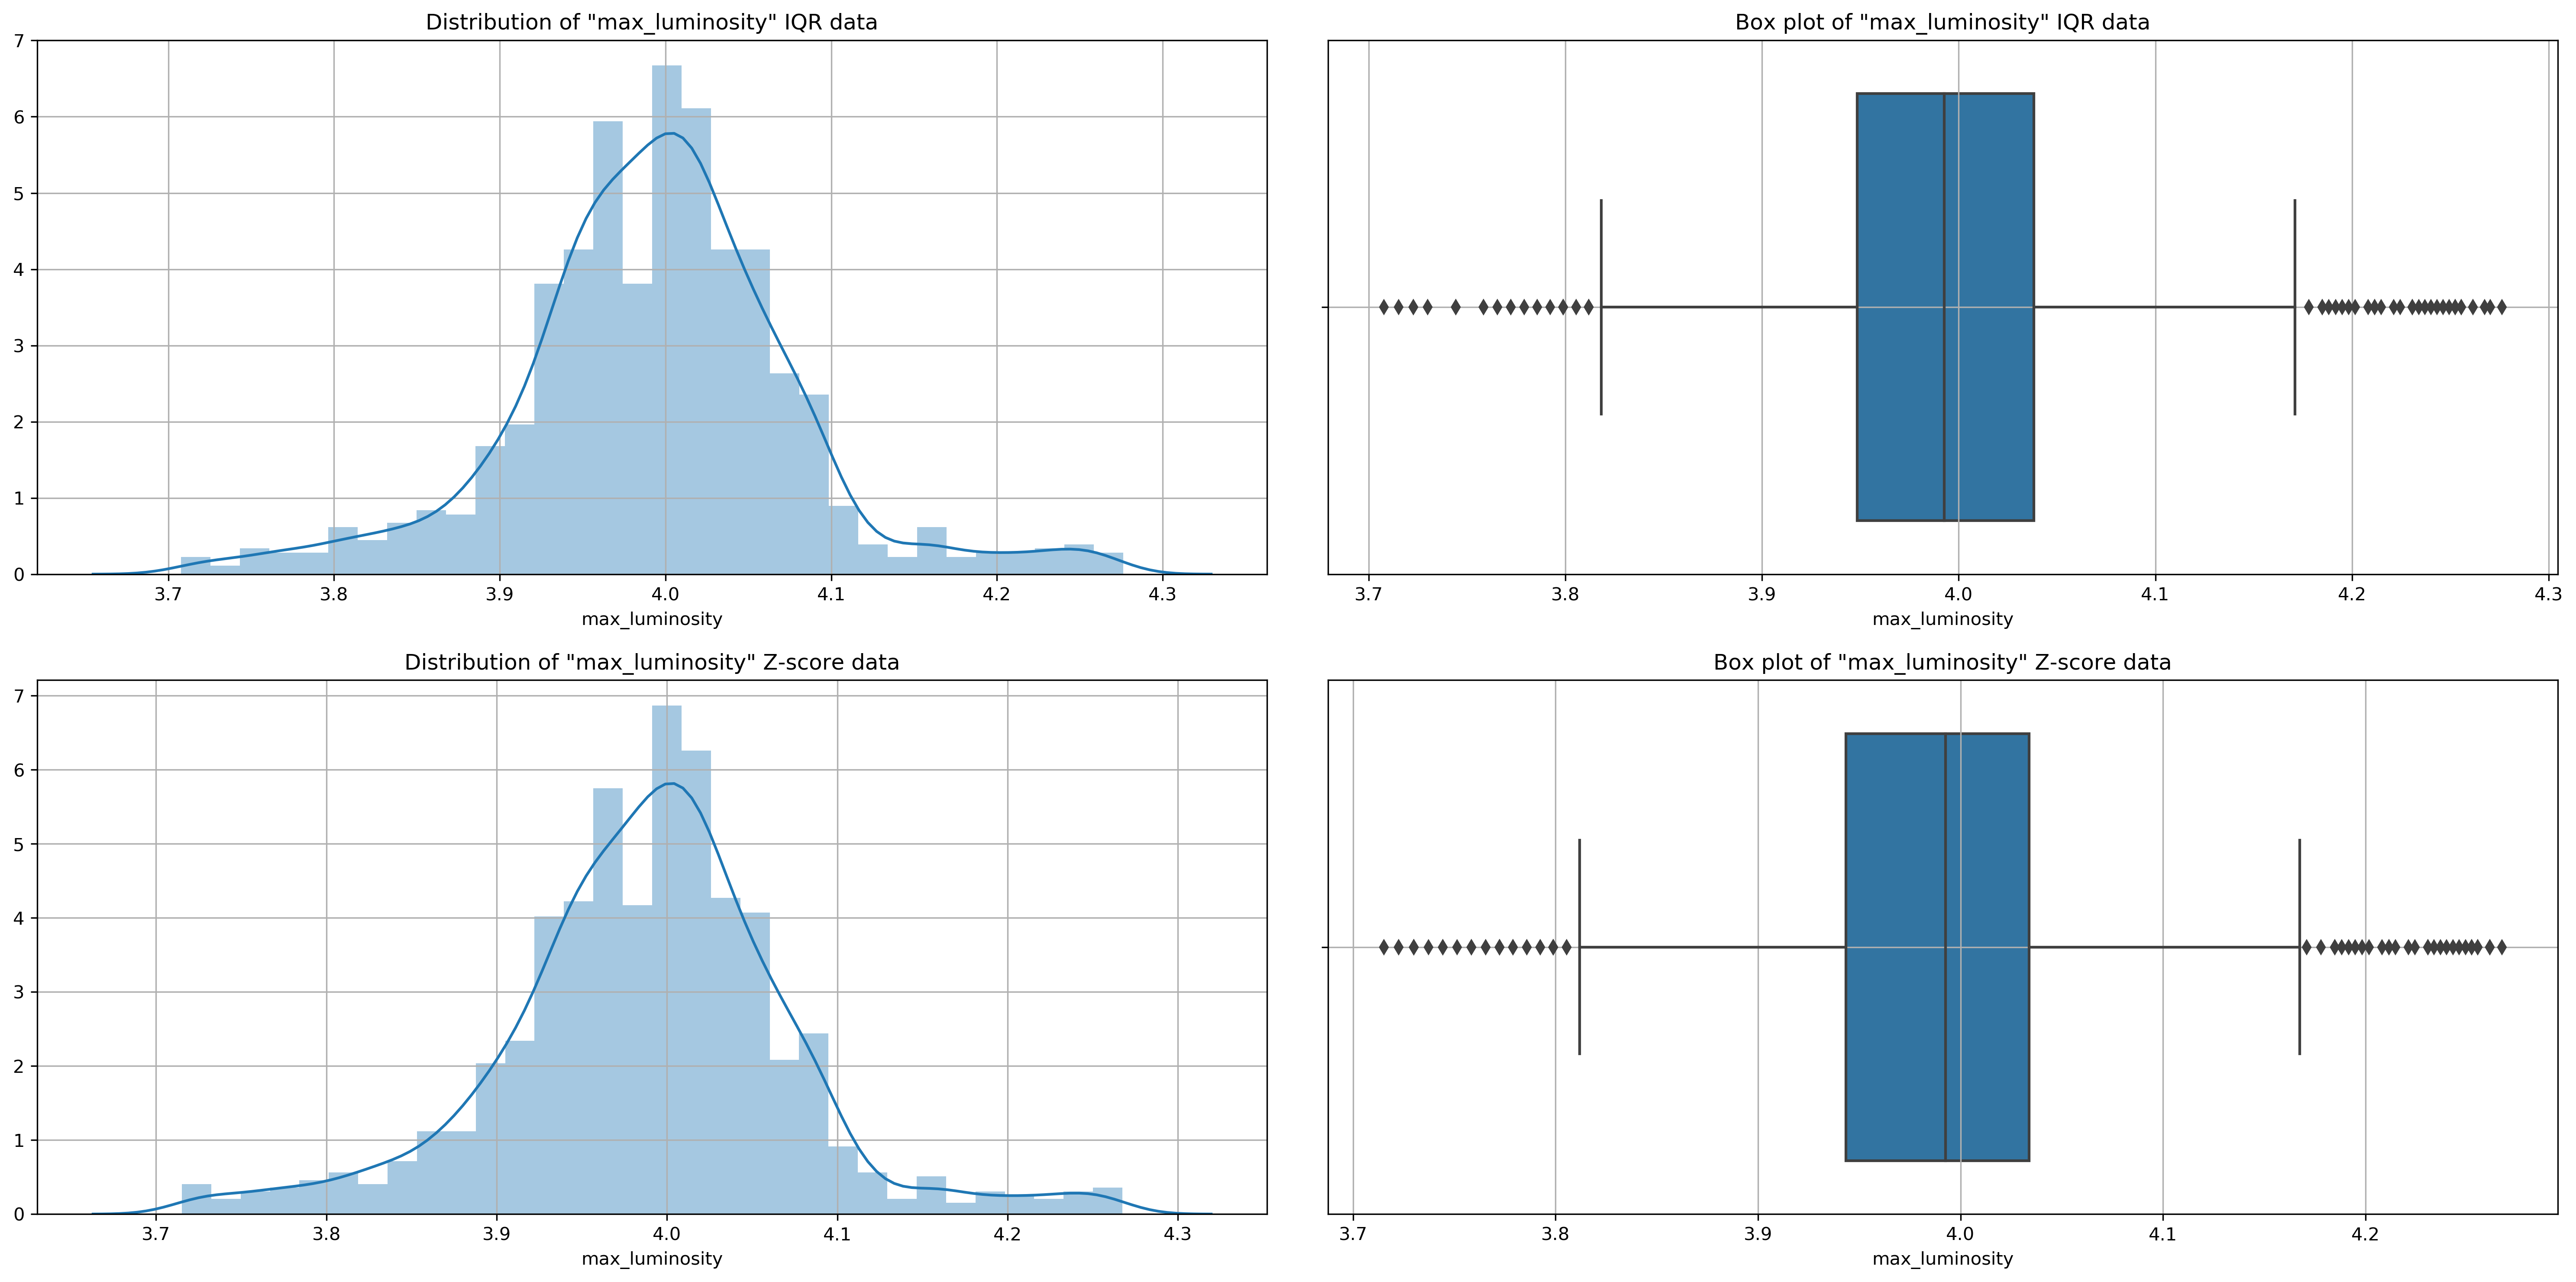 Distribution of "max_luminosity" IQR data
7
6
5
4
3
2
1
0
3.7 3.8 3.9 4.0 4.1 4.2 4.3
max_luminosity
Box plot of "max_luminosity" IQR data
3.7 3.8 3.9 4.0 4.1 4.2 4.3
max_luminosity
Distribution of "max_luminosity" Z-score data
7
6
5
4
3
2
1
0
3.7 3.8 3.9 4.0 4.1 4.2 4.3
max_luminosity
Box plot of "max_luminosity" Z-score data
3.7 3.8 3.9 4.0 4.1 4.2
max_luminosity